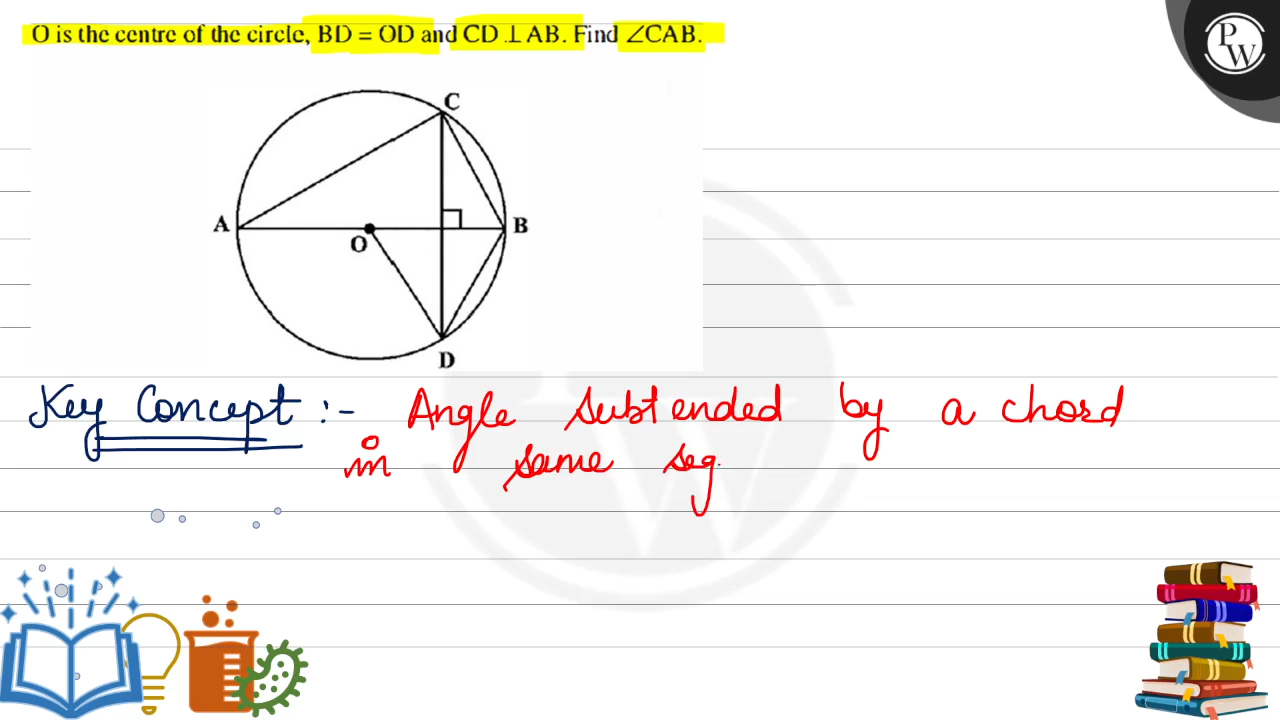 O is the centre of the circle, BD = OD and CD ⊥ AB. Find ∠CAB.
P
W
C
A
B
O
D
Key Concept :- Angle subtended by a chord
in same seg